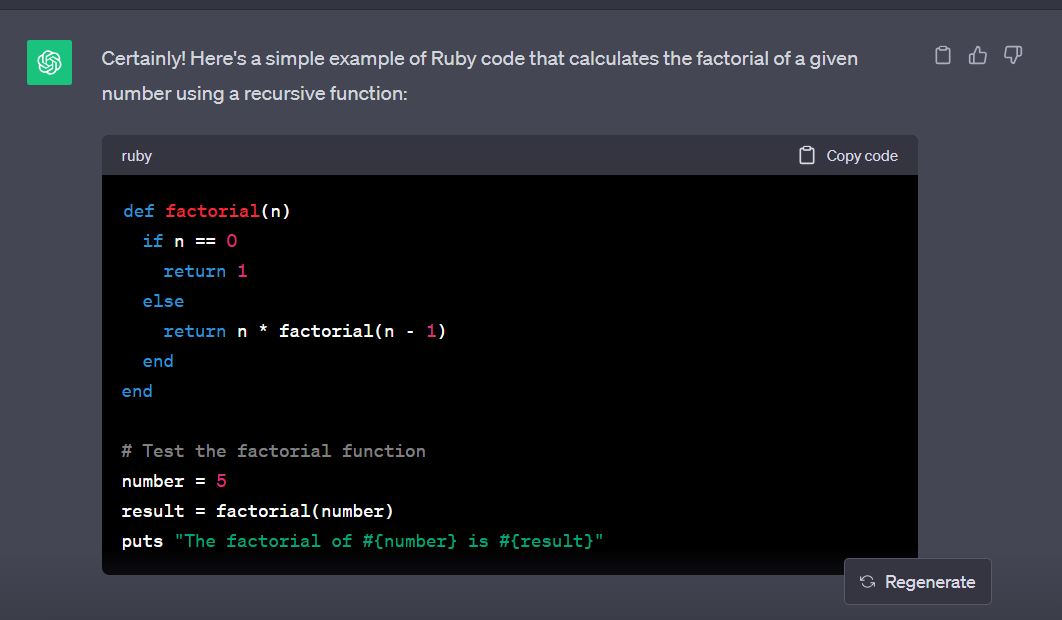 Certainly! Here's a simple example of Ruby code that calculates the factorial of a given
number using a recursive function:
ruby
Copy code
def factorial(n)
  if n == 0
    return 1
  else
    return n * factorial(n - 1)
  end
end

# Test the factorial function
number = 5
result = factorial(number)
puts "The factorial of #{number} is #{result}"
Regenerate